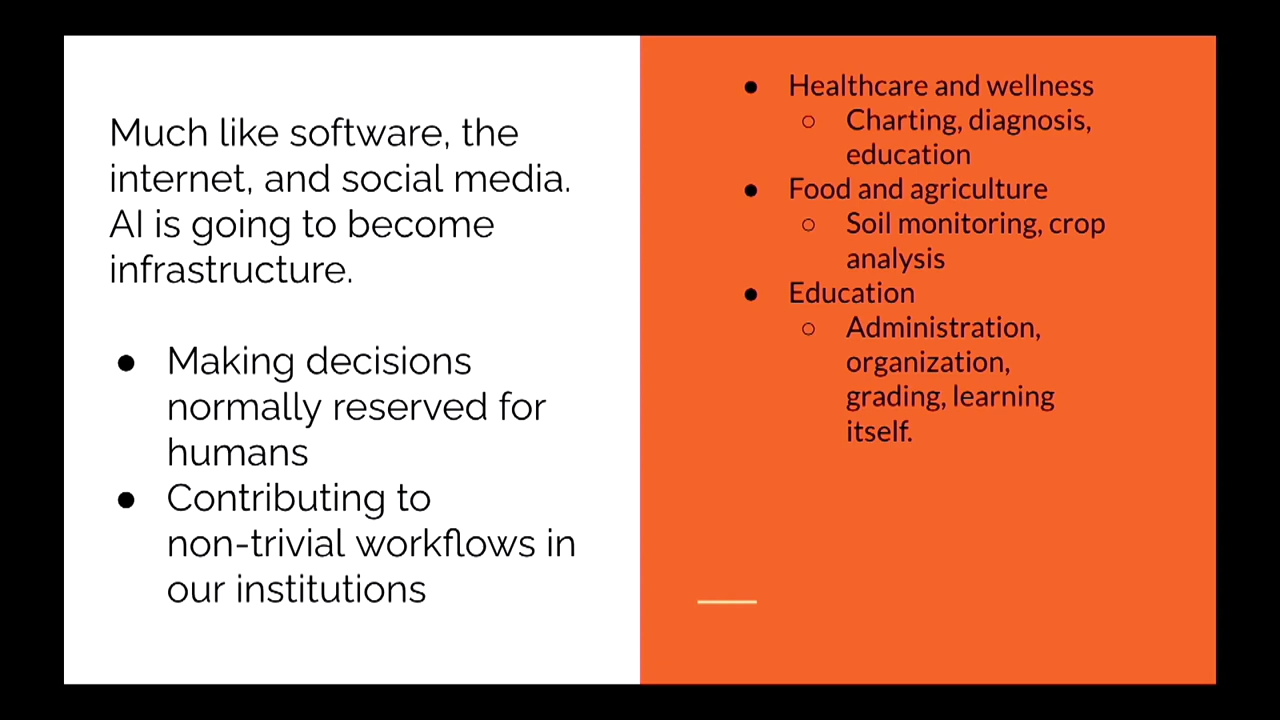 Much like software, the
internet, and social media.
AI is going to become
infrastructure.
● Making decisions
normally reserved for
humans
● Contributing to
non-trivial workflows in
our institutions
● Healthcare and wellness
○ Charting, diagnosis,
education
● Food and agriculture
○ Soil monitoring, crop
analysis
● Education
○ Administration,
organization,
grading, learning
itself.